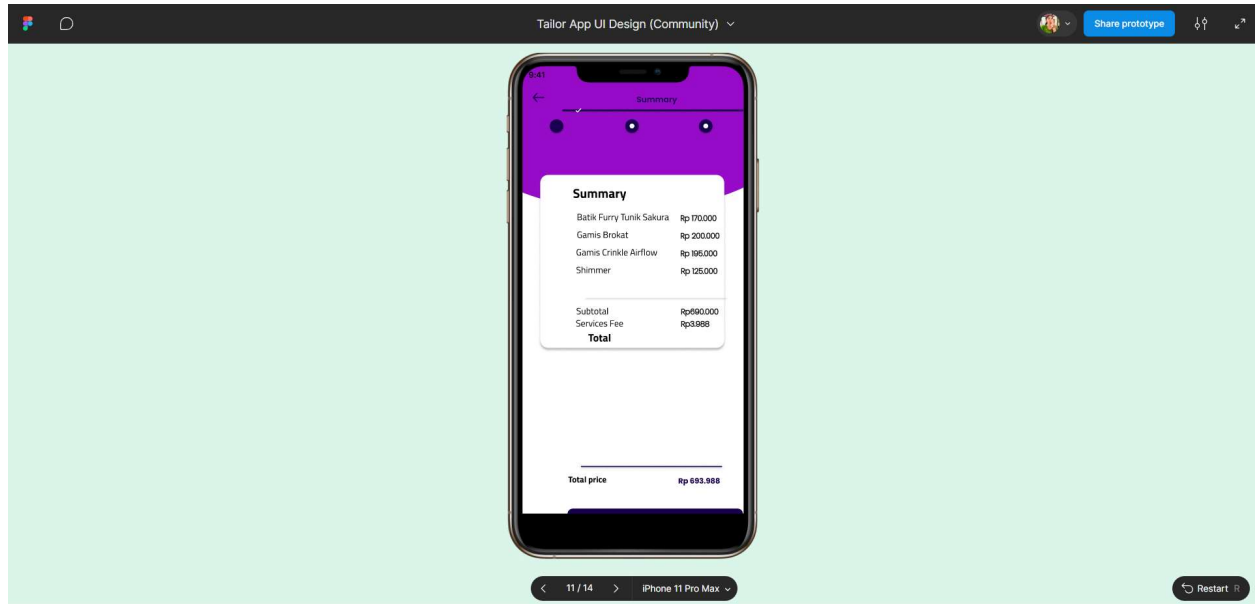 Tailor App UI Design (Community)
Share prototype
9:41
Summary
Summary
Batik Furry Tunik Sakura Rp 170.000
Gamis Brokat Rp 200.000
Gamis Crinkle Airflow Rp 195.000
Shimmer Rp 125.000
Subtotal Rp690.000
Services Fee Rp3.988
Total
Total price Rp 693.988
11 / 14 iPhone 11 Pro Max
Restart R